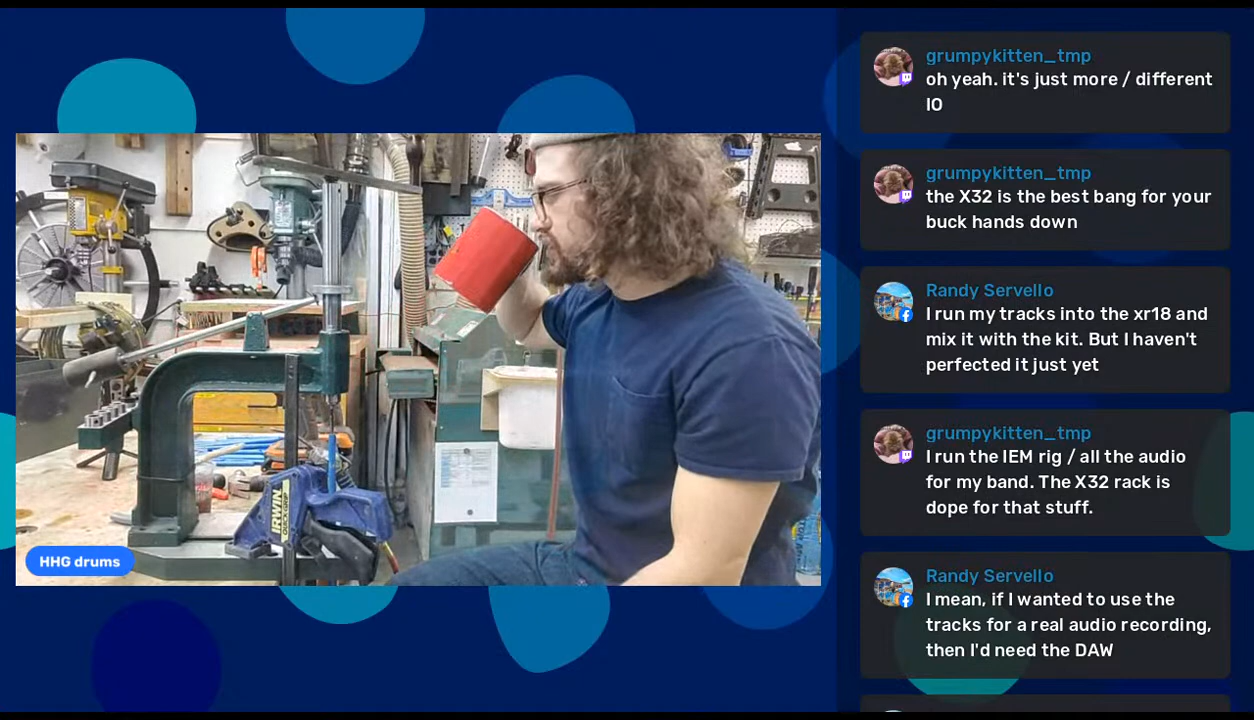 grumpykitten_tmp
oh yeah. it's just more / different
IO
grumpykitten_tmp
the X32 is the best bang for your
buck hands down
Randy Servello
I run my tracks into the xr18 and
mix it with the kit. But I haven't
perfected it just yet
grumpykitten_tmp
I run the IEM rig / all the audio
for my band. The X32 rack is
dope for that stuff.
Randy Servello
I mean, if I wanted to use the
tracks for a real audio recording,
then I'd need the DAW
IRWIN
QUICK-GRIP
HHG drums